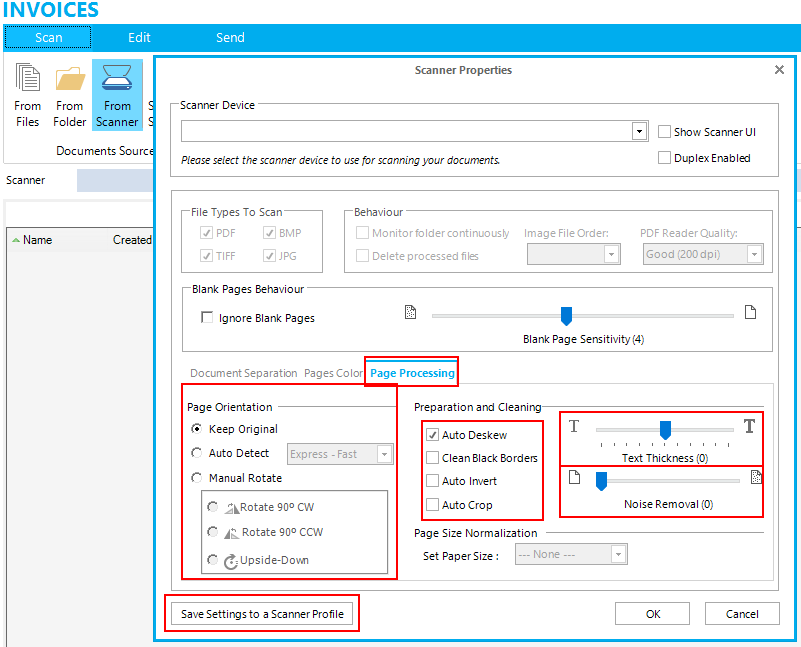 INVOICES
Scan Edit Send
From Files
From Folder
From Scanner
S
S
Documents Source
Scanner
Name Created
Scanner Properties
Scanner Device
Show Scanner UI
Please select the scanner device to use for scanning your documents.
Duplex Enabled
File Types To Scan
PDF BMP
TIFF JPG
Behaviour
Monitor folder continuously Image File Order: PDF Reader Quality:
Delete processed files Good (200 dpi)
Blank Pages Behaviour
Ignore Blank Pages
Blank Page Sensitivity (4)
Document Separation Pages Color Page Processing
Page Orientation
Keep Original
Auto Detect Express - Fast
Manual Rotate
Rotate 90º CW
Rotate 90º CCW
Upside-Down
Preparation and Cleaning
Auto Deskew
Clean Black Borders
Auto Invert
Auto Crop
T T
Text Thickness (0)
Noise Removal (0)
Page Size Normalization
Set Paper Size : --- None ---
Save Settings to a Scanner Profile OK Cancel